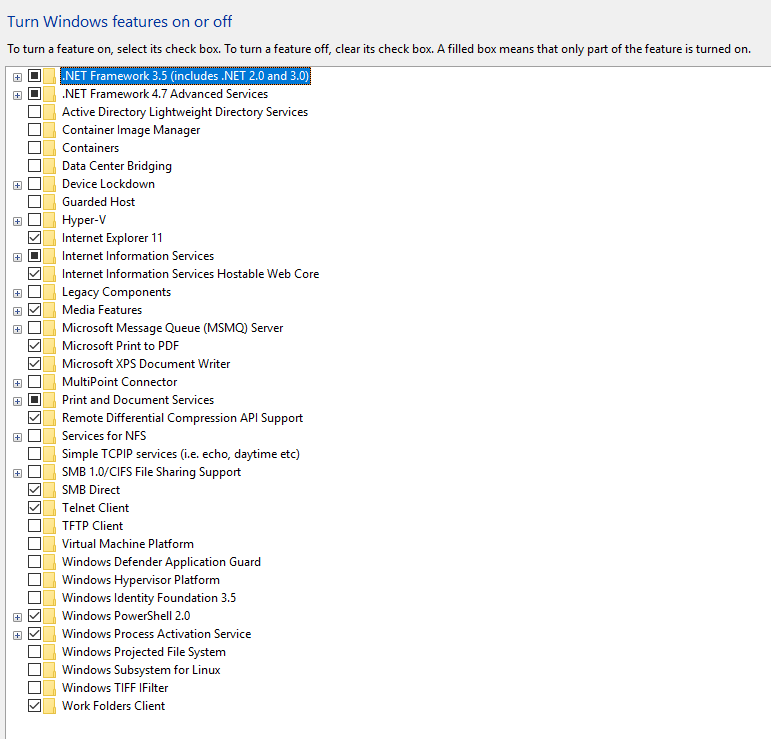 Turn Windows features on or off
To turn a feature on, select its check box. To turn a feature off, clear its check box. A filled box means that only part of the feature is turned on.
.NET Framework 3.5 (includes .NET 2.0 and 3.0)
.NET Framework 4.7 Advanced Services
Active Directory Lightweight Directory Services
Container Image Manager
Containers
Data Center Bridging
Device Lockdown
Guarded Host
Hyper-V
Internet Explorer 11
Internet Information Services
Internet Information Services Hostable Web Core
Legacy Components
Media Features
Microsoft Message Queue (MSMQ) Server
Microsoft Print to PDF
Microsoft XPS Document Writer
MultiPoint Connector
Print and Document Services
Remote Differential Compression API Support
Services for NFS
Simple TCPIP services (i.e. echo, daytime etc)
SMB 1.0/CIFS File Sharing Support
SMB Direct
Telnet Client
TFTP Client
Virtual Machine Platform
Windows Defender Application Guard
Windows Hypervisor Platform
Windows Identity Foundation 3.5
Windows PowerShell 2.0
Windows Process Activation Service
Windows Projected File System
Windows Subsystem for Linux
Windows TIFF IFilter
Work Folders Client